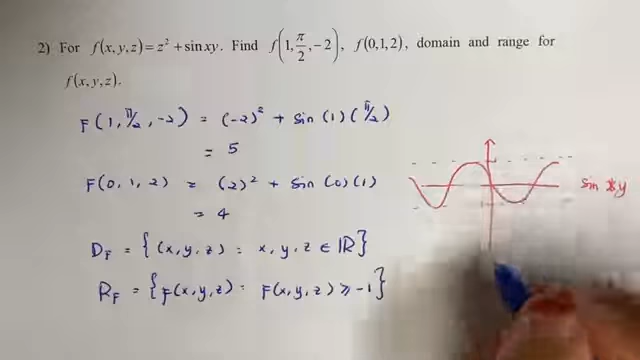 2) For f(x,y,z)=z²+sin xy. Find f(1,π/2,−2), f(0,1,2), domain and range for
f(x,y,z).
F(1, π/2, -2) = (-2)² + sin (1)(π/2)
= 5
F(0, 1, 2) = (2)² + sin (0)(1)
= 4
sin xy
D_F = {(x,y,z) : x, y, z ∈ ℝ}
R_F = {F(x,y,z) : F(x,y,z) ⩾ -1}